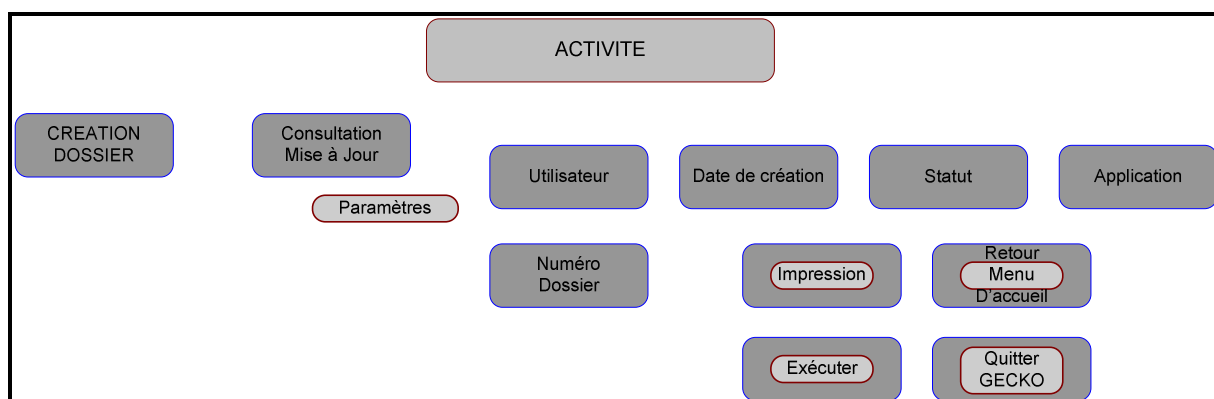 ACTIVITE
CREATION
DOSSIER
Consultation
Mise à Jour
Paramètres
Utilisateur
Date de création
Statut
Application
Numéro
Dossier
Impression
Retour
Menu
D’accueil
Exécuter
Quitter
GECKO